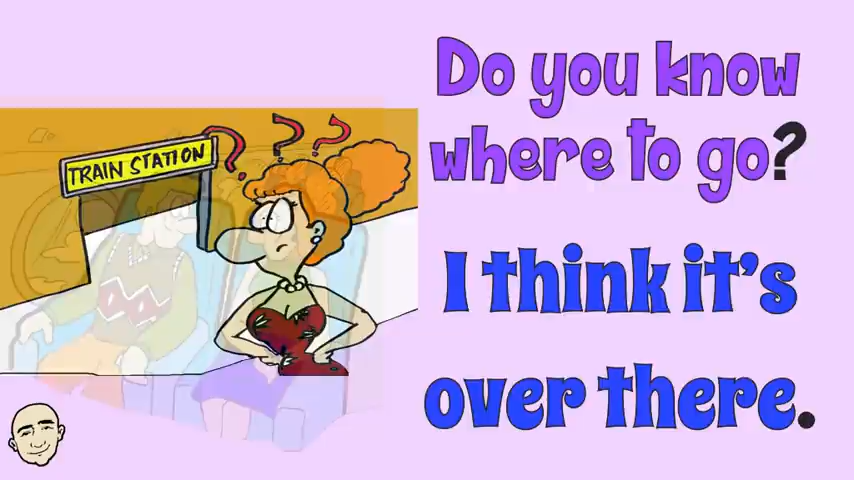 Do you know
where to go?
TRAIN STATION
???
I think it's
over there.